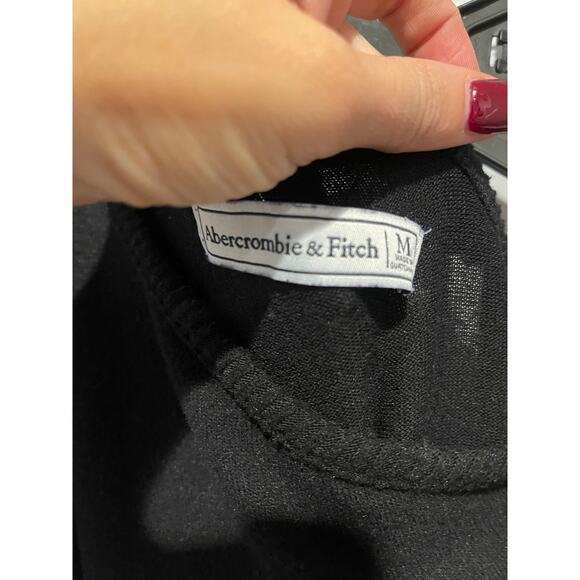 Abercrombie & Fitch
M
MADE IN
GUATEMALA